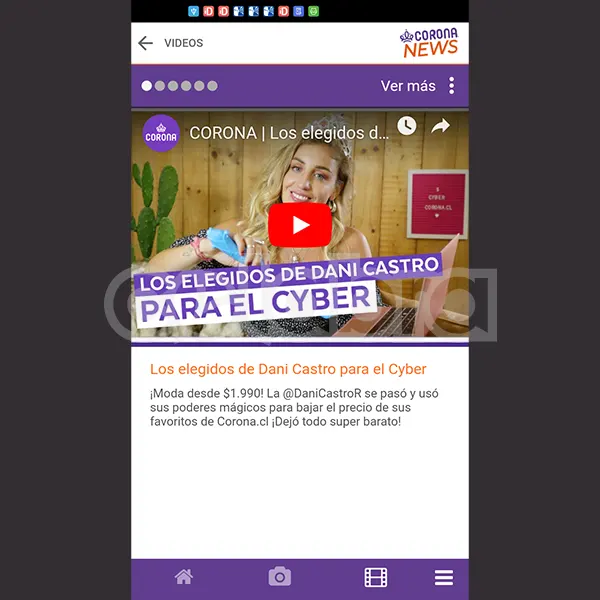 VIDEOS
CORONA
NEWS
Ver más
CORONA
CORONA | Los elegidos d...
$
CYBER
CORONA.CL
LOS ELEGIDOS DE DANI CASTRO
PARA EL CYBER
Los elegidos de Dani Castro para el Cyber
¡Moda desde $1.990! La @DaniCastroR se pasó y usó
sus poderes mágicos para bajar el precio de sus
favoritos de Corona.cl ¡Dejó todo super barato!